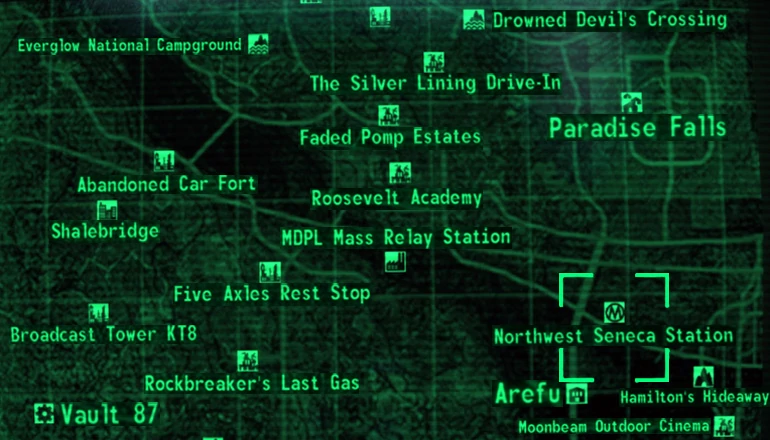 Drowned Devil's Crossing
Everglow National Campground
The Silver Lining Drive-In
Paradise Falls
Faded Pomp Estates
Abandoned Car Fort
Roosevelt Academy
Shalebridge
MDPL Mass Relay Station
Five Axles Rest Stop
M
Broadcast Tower KT8
Northwest Seneca Station
Rockbreaker's Last Gas
Arefu
Hamilton's Hideaway
Vault 87
Moonbeam Outdoor Cinema